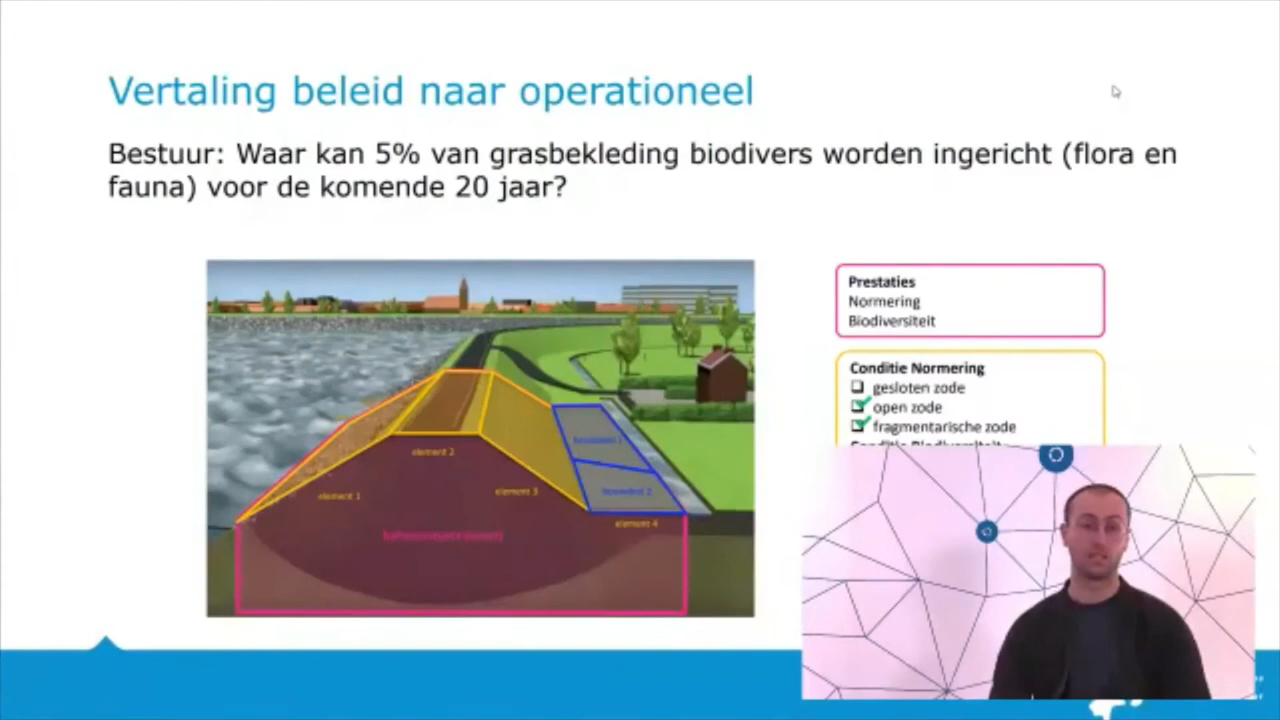 Vertaling beleid naar operationeel
Bestuur: Waar kan 5% van grasbekleding biodivers worden ingericht (flora en
fauna) voor de komende 20 jaar?
Prestaties
Normering
Biodiversiteit
Conditie Normering
gesloten zode
open zode
fragmentarische zode
Conditie Biodiversiteit
element 2
element 1
element 3
element 4